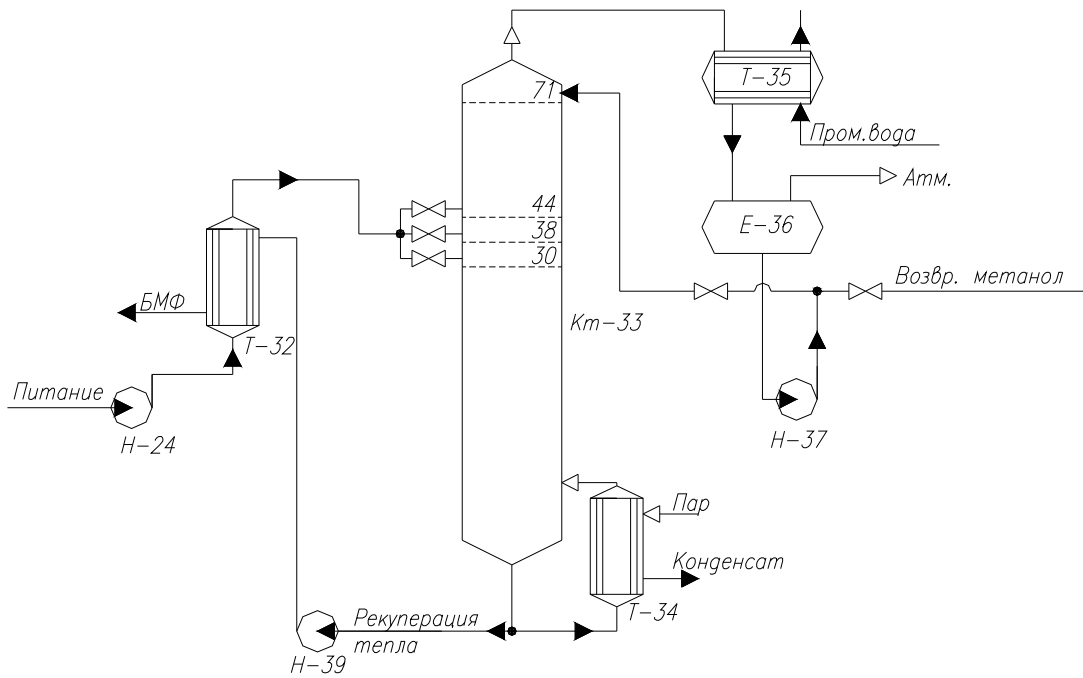 Т-35
71
Пром.вода
Атм.
44
Е-36
38
30
Возвр. метанол
БМФ
Кт-33
Т-32
Питание
Н-24
Н-37
Пар
Конденсат
Т-34
Рекуперация
тепла
Н-39